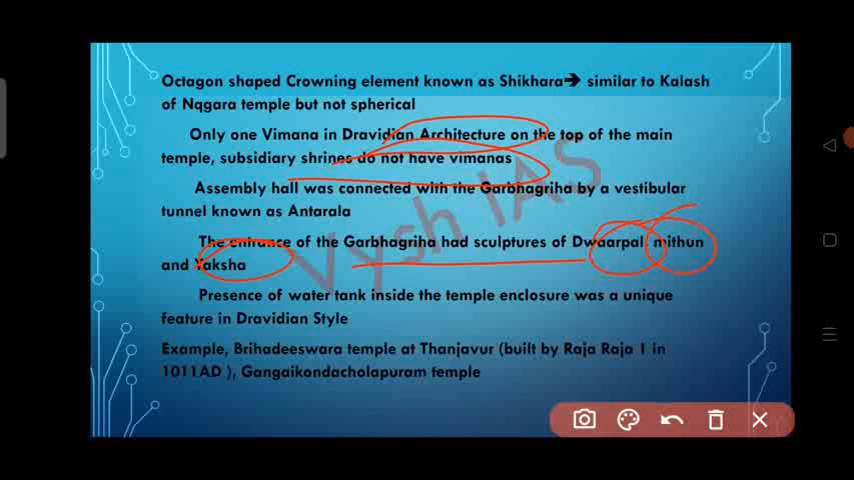 Octagon shaped Crowning element known as Shikhara➔ similar to Kalash
of Nqgara temple but not spherical
Only one Vimana in Dravidian Architecture on the top of the main
temple, subsidiary shrines do not have vimanas
Assembly hall was connected with the Garbhagriha by a vestibular
tunnel known as Antarala
The entrance of the Garbhagriha had sculptures of Dwaarpal, mithun
and Yaksha
Presence of water tank inside the temple enclosure was a unique
feature in Dravidian Style
Example, Brihadeeswara temple at Thanjavur (built by Raja Raja 1 in
1011AD ), Gangaikondacholapuram temple
Vysh IAS